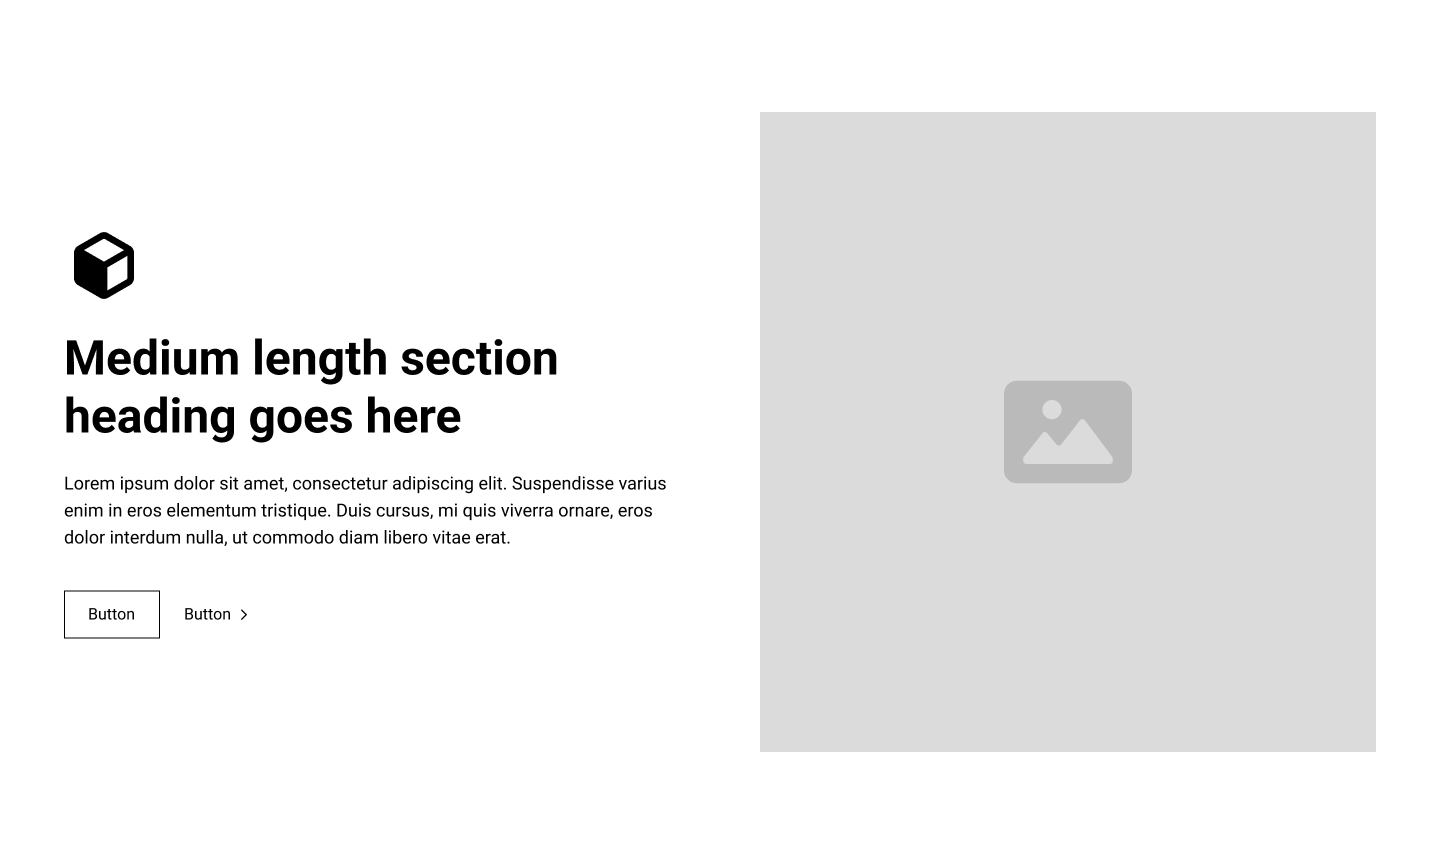 Medium length section
heading goes here
Lorem ipsum dolor sit amet, consectetur adipiscing elit. Suspendisse varius
enim in eros elementum tristique. Duis cursus, mi quis viverra ornare, eros
dolor interdum nulla, ut commodo diam libero vitae erat.
Button Button